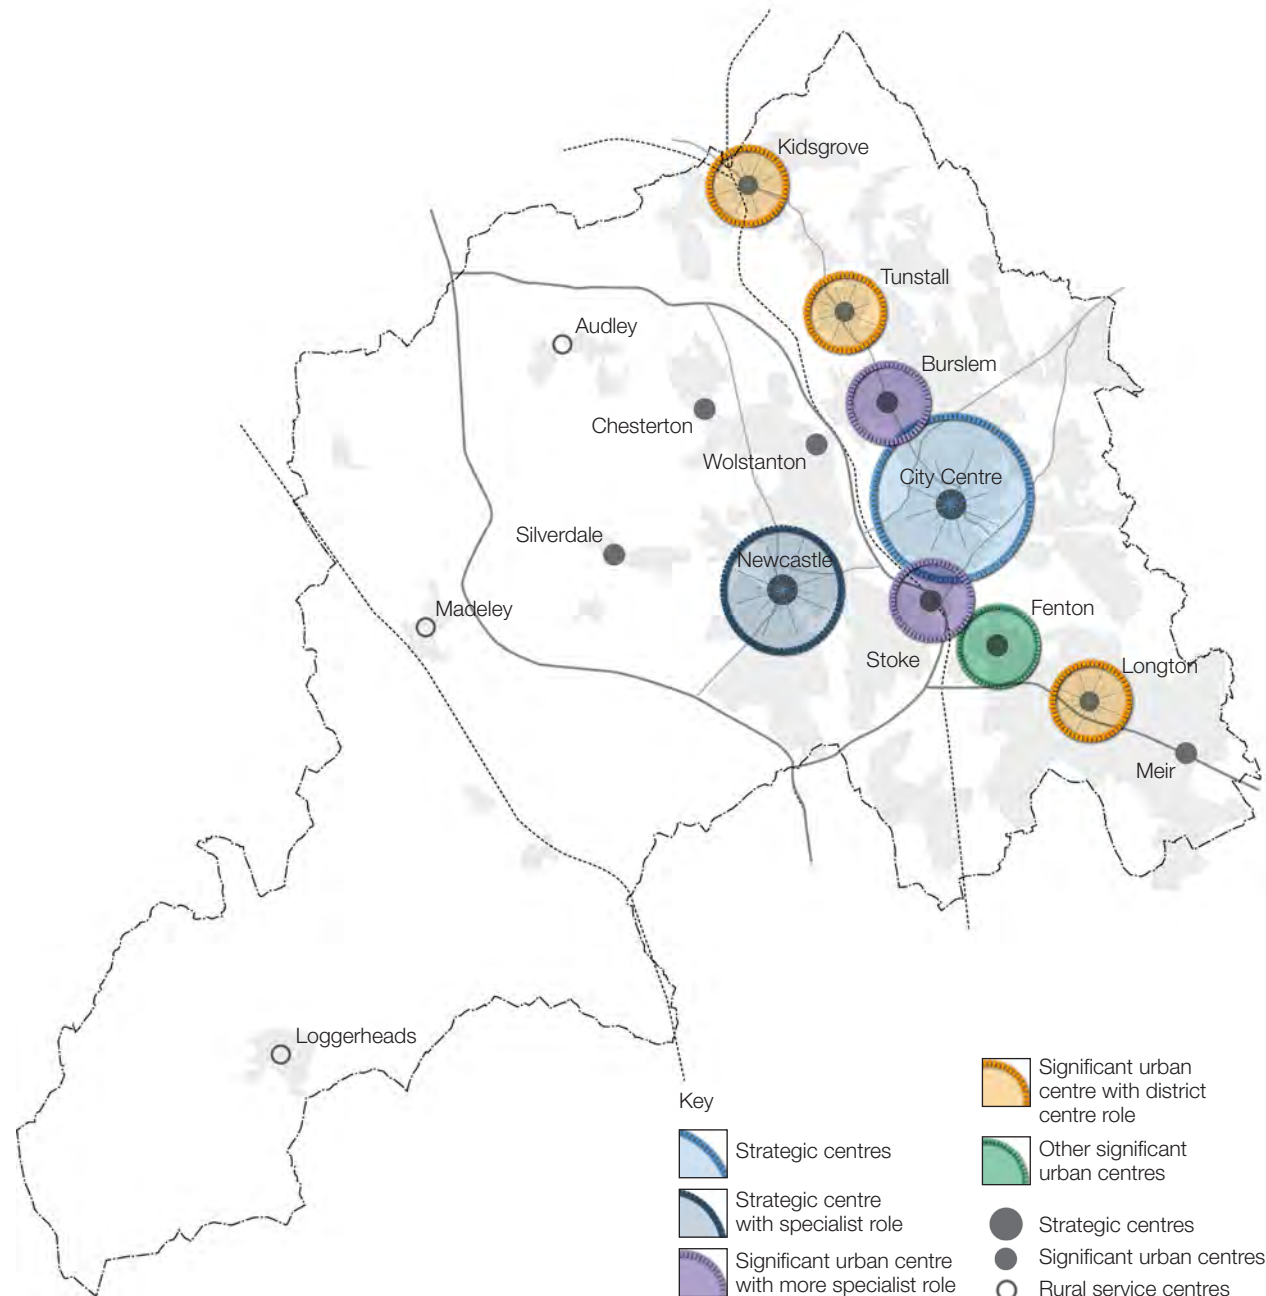 Kidsgrove
Tunstall
Audley
Burslem
Chesterton
Wolstanton
City Centre
Silverdale
Newcastle
Madeley
Fenton
Stoke
Longton
Meir
Loggerheads
Key
Strategic centres
Strategic centre
with specialist role
Significant urban centre
with more specialist role
Significant urban
centre with district
centre role
Other significant
urban centres
Strategic centres
Significant urban centres
Rural service centres